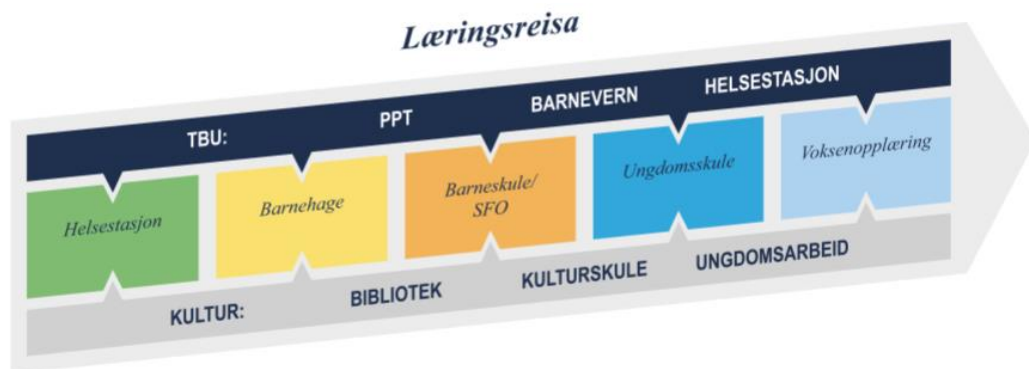 Læringsreisa
TBU: PPT BARNEVERN HELSESTASJON
Helsestasjon
Barnehage
Barneskule/
SFO
Ungdomsskule
Voksenopplæring
KULTUR: BIBLIOTEK KULTURSKULE UNGDOMSARBEID